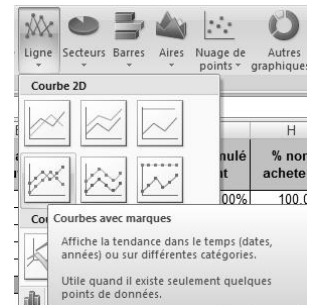 Ligne Secteurs Barres Aires Nuage de points Autres graphique
Courbe 2D
H
nulé % nor
nt achete
00% 100.0
Cou
Courbes avec marques
Affiche la tendance dans le temps (dates,
années) ou sur différentes catégories.
Utile quand il existe seulement quelques
points de données.